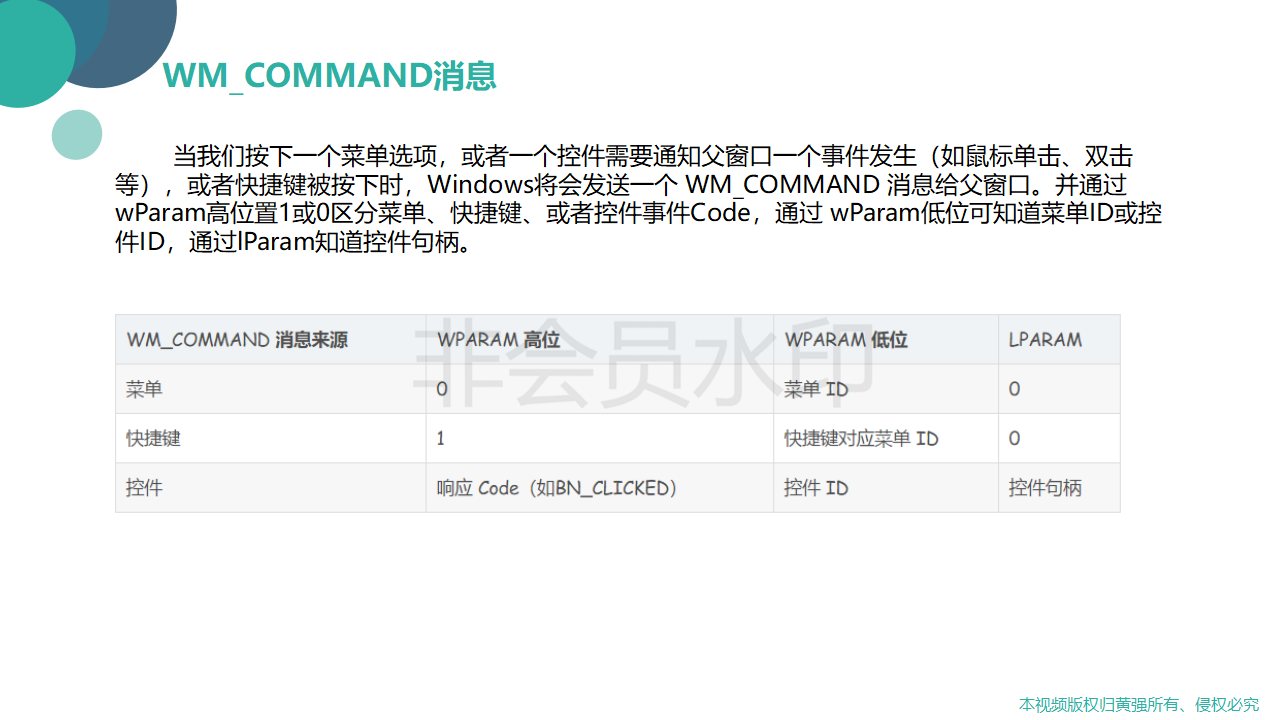 WM_COMMAND消息
当我们按下一个菜单选项，或者一个控件需要通知父窗口一个事件发生（如鼠标单击、双击
等），或者快捷键被按下时，Windows将会发送一个 WM_COMMAND 消息给父窗口。并通过
wParam高位置1或0区分菜单、快捷键、或者控件事件Code，通过 wParam低位可知道菜单ID或控
件ID，通过lParam知道控件句柄。
非会员水印
WM_COMMAND 消息来源 WPARAM 高位 WPARAM 低位 LPARAM
菜单 0 菜单 ID 0
快捷键 1 快捷键对应菜单 ID 0
控件 响应 Code（如BN_CLICKED） 控件 ID 控件句柄
本视频版权归黄强所有、侵权必究